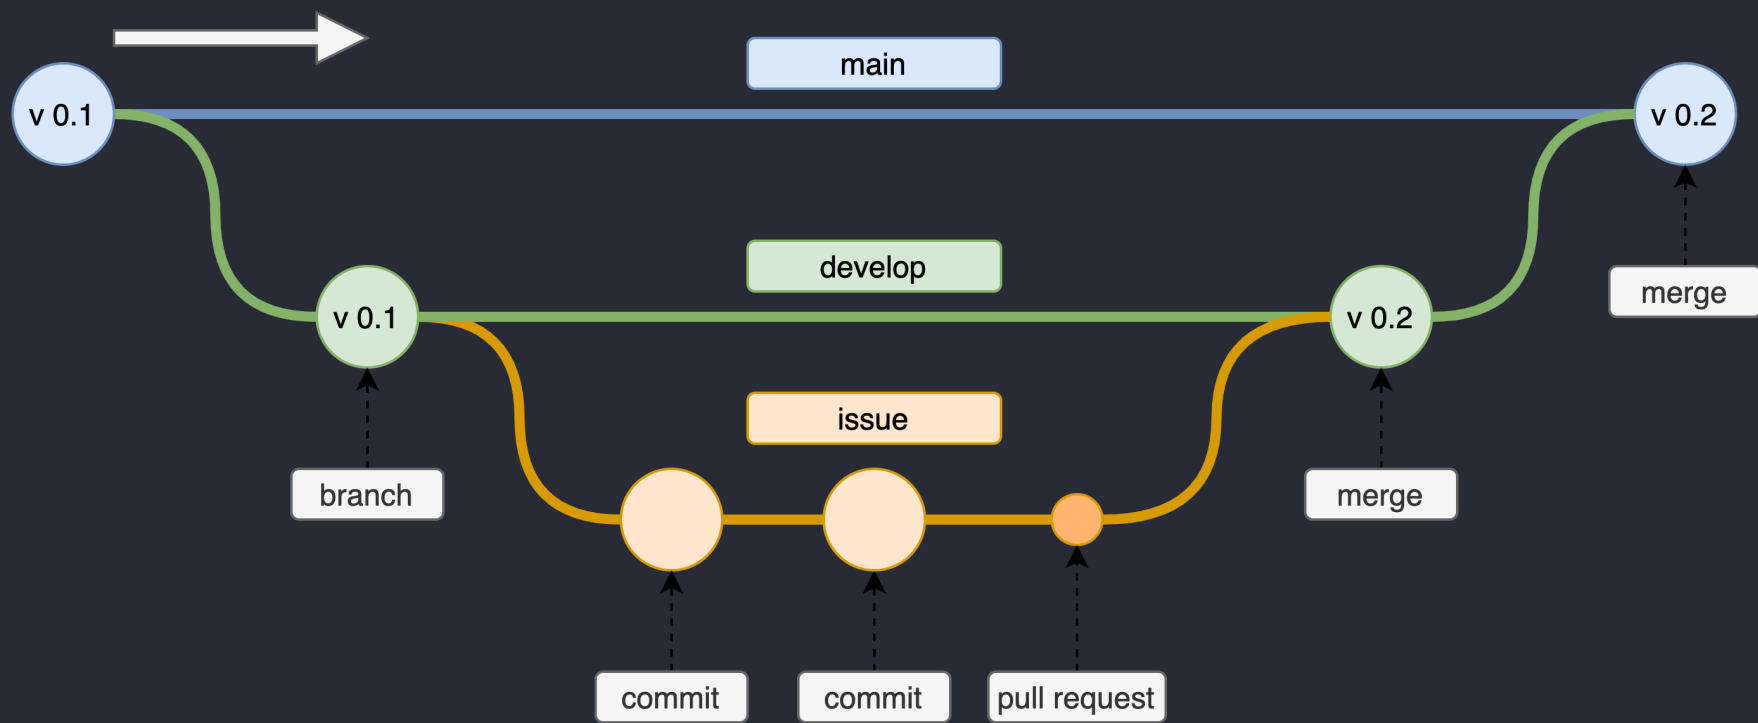 main
v 0.1
v 0.2
develop
merge
v 0.1
v 0.2
issue
branch
merge
commit
commit
pull request